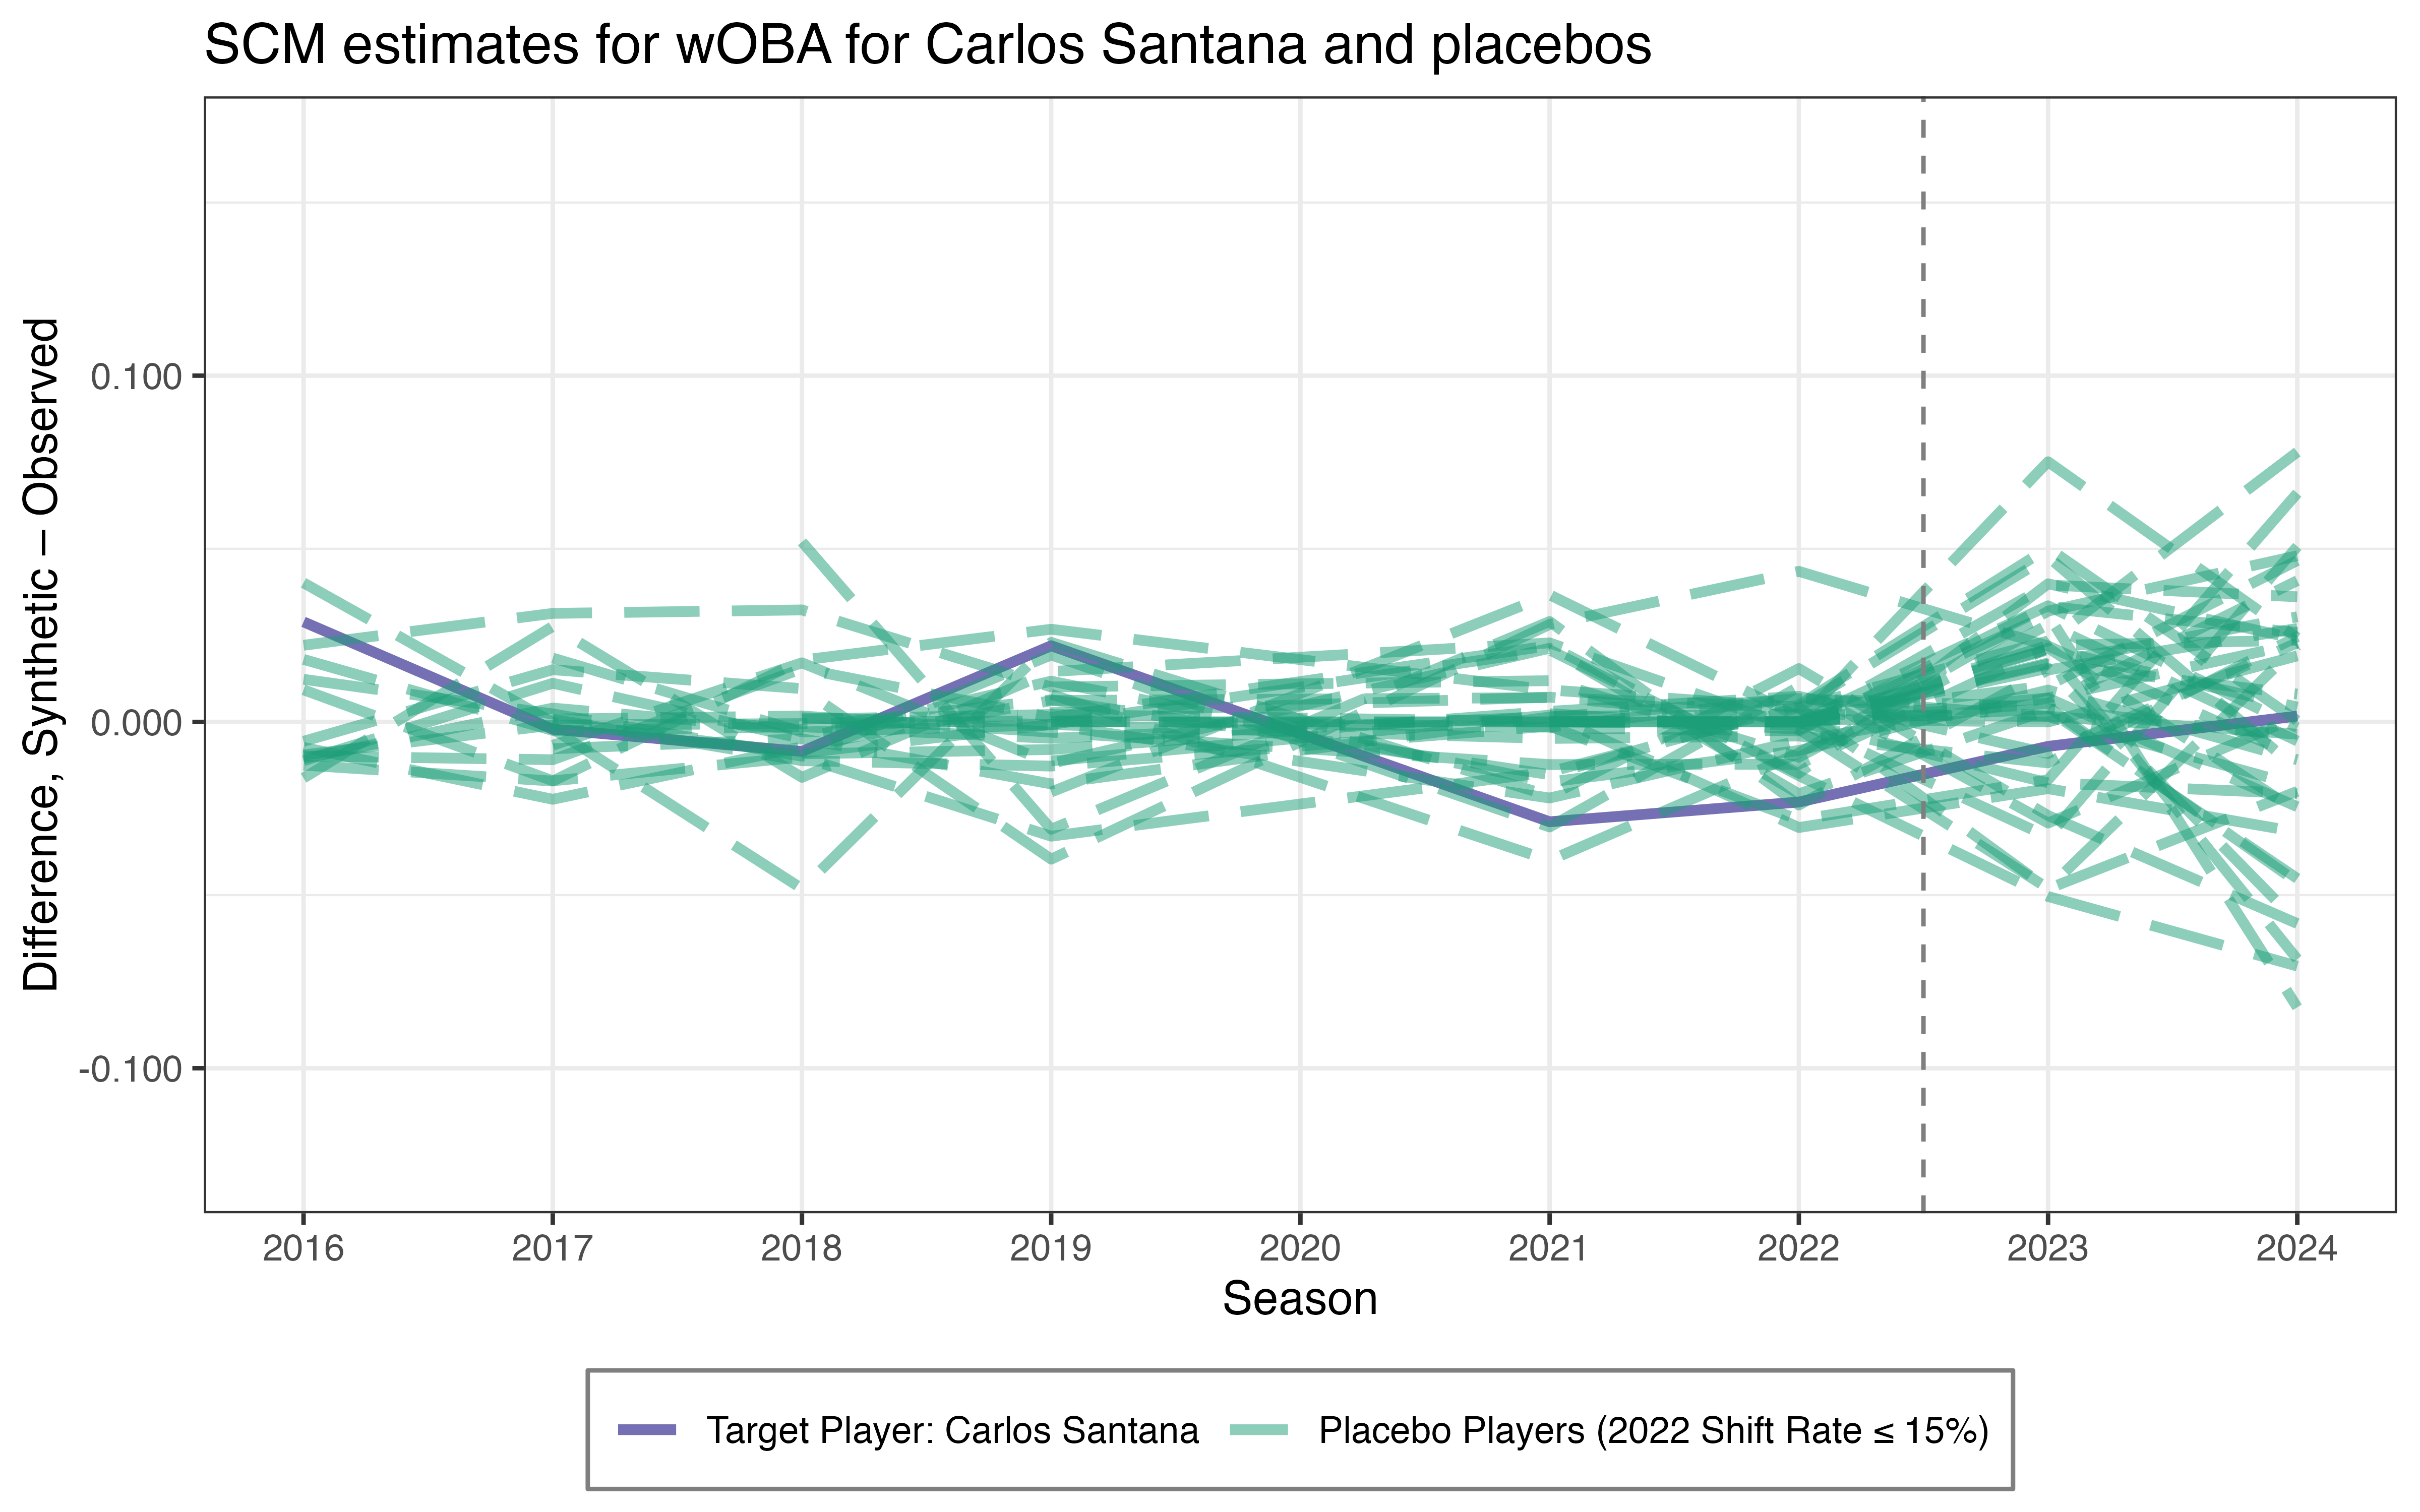 SCM estimates for wOBA for Carlos Santana and placebos
Difference, Synthetic − Observed
0.100
0.000
-0.100
2016 2017 2018 2019 2020 2021 2022 2023 2024
Season
Target Player: Carlos Santana Placebo Players (2022 Shift Rate ≤ 15%)